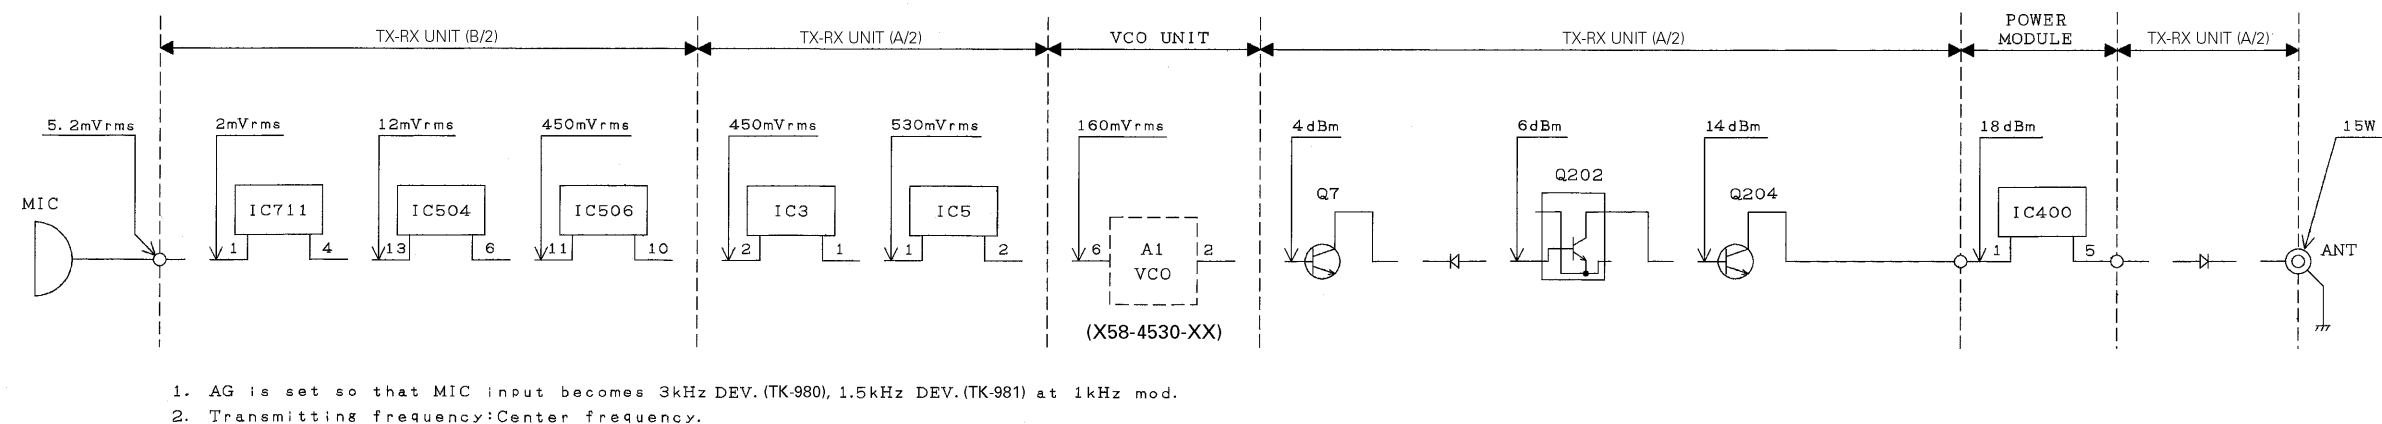 TX-RX UNIT (B/2)
TX-RX UNIT (A/2)
VCO UNIT
TX-RX UNIT (A/2)
POWER
MODULE
TX-RX UNIT (A/2)
5.2mVrms
2mVrms
12mVrms
450mVrms
450mVrms
530mVrms
160mVrms
4dBm
6dBm
14dBm
18dBm
15W
MIC
IC711
1
4
IC504
13
6
IC506
11
10
IC3
2
1
IC5
1
2
A1
VCO
6
2
(X58-4530-XX)
Q7
Q202
Q204
IC400
1
5
ANT
1. AG is set so that MIC input becomes 3kHz DEV. (TK-980), 1.5kHz DEV. (TK-981) at 1kHz mod.
2. Transmitting frequency:Center frequency.